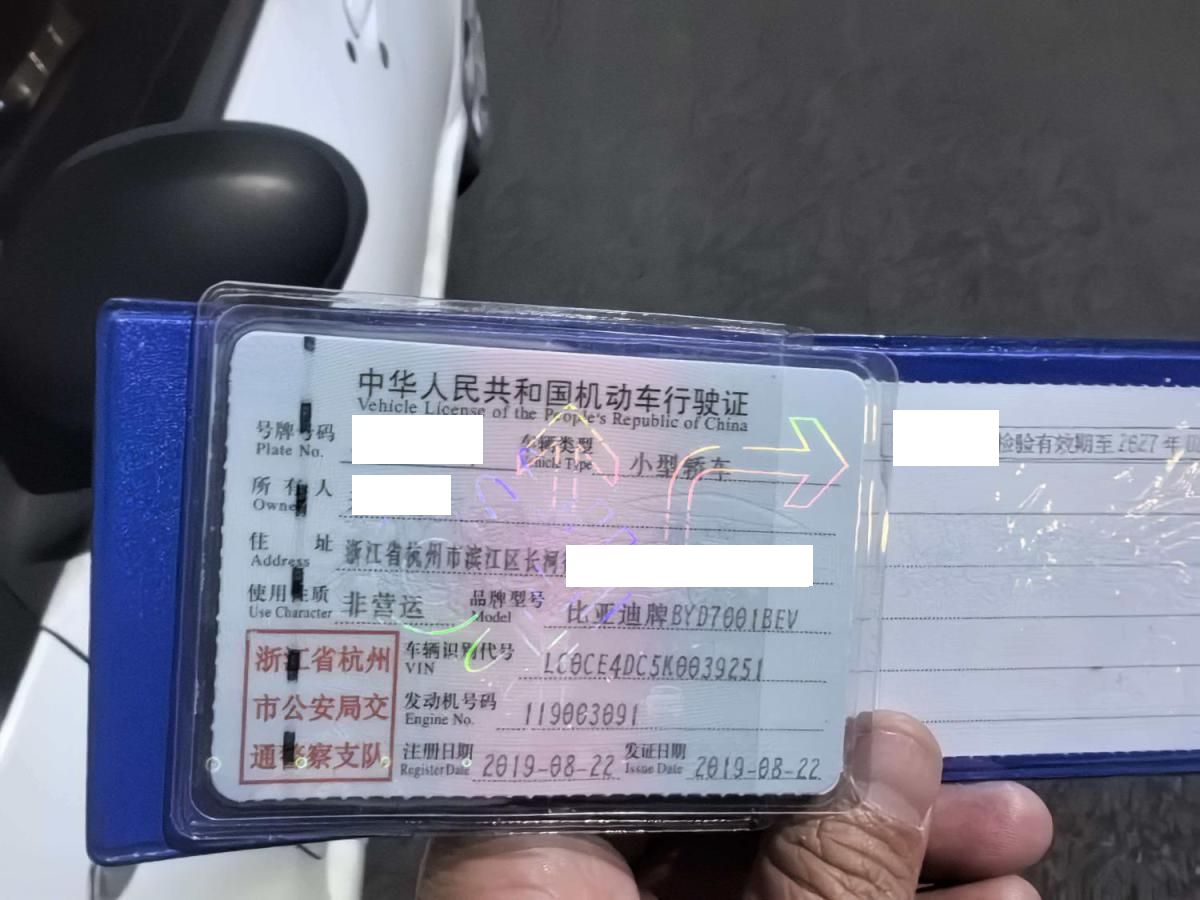 中华人民共和国机动车行驶证
Vehicle License of the People's Republic of China
号牌号码 车辆类型 小型轿车
Plate No. Vehicle Type
所有人
Owner
住址 浙江省杭州市滨江区长河
Address
使用性质 非营运 品牌型号 比亚迪牌BYD7001BEV
Use Character Model
浙江省杭州
市公安局交
通警察支队
车辆识别代号 LC0CE4DC5K0039251
VIN
发动机号码 119003091
Engine No.
注册日期 2019-08-22 发证日期 2019-08-22
Register Date Issue Date
检验有效期至 2027 年